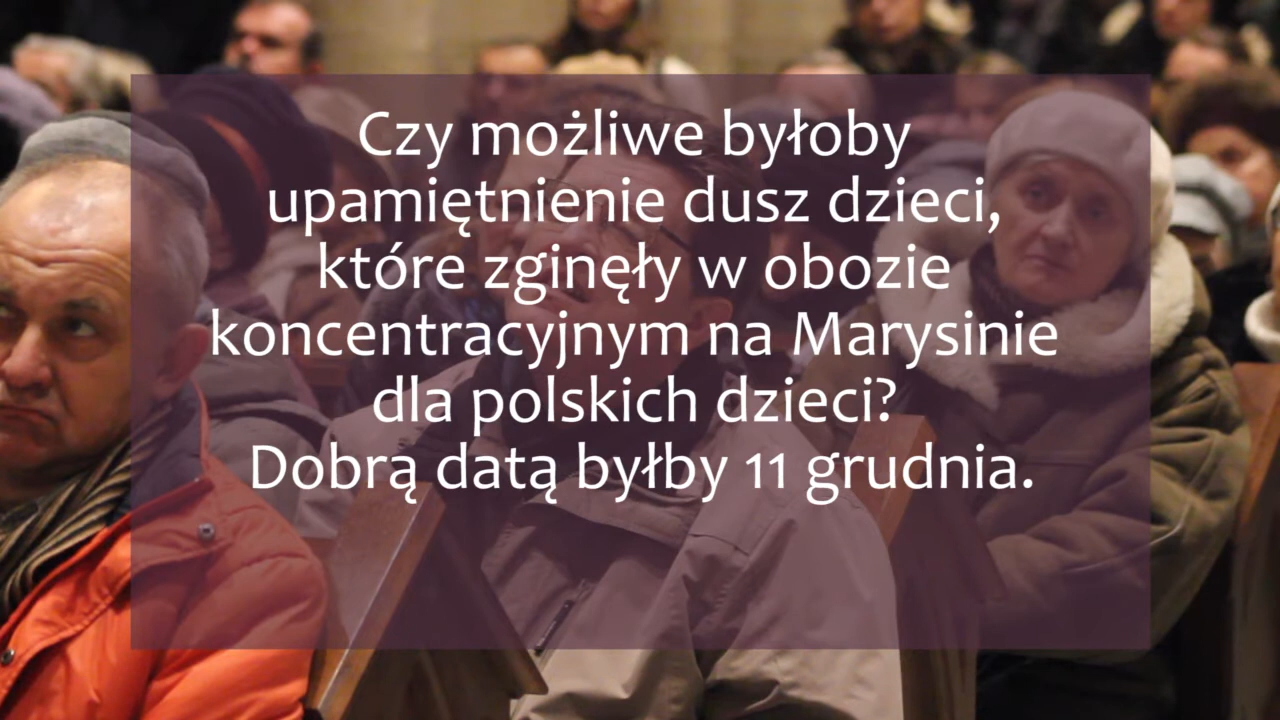 Czy możliwe byłoby
upamiętnienie dusz dzieci,
które zginęły w obozie
koncentracyjnym na Marysinie
dla polskich dzieci?
Dobrą datą byłby 11 grudnia.